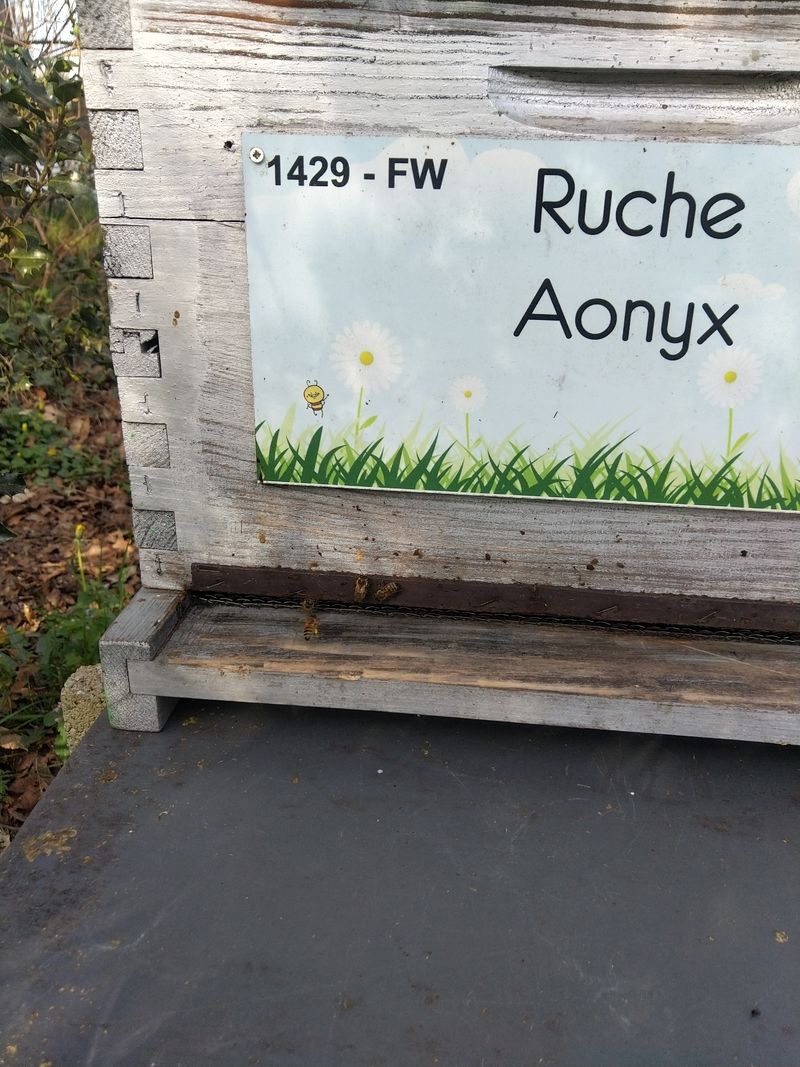 1429 - FW
Ruche
Aonyx